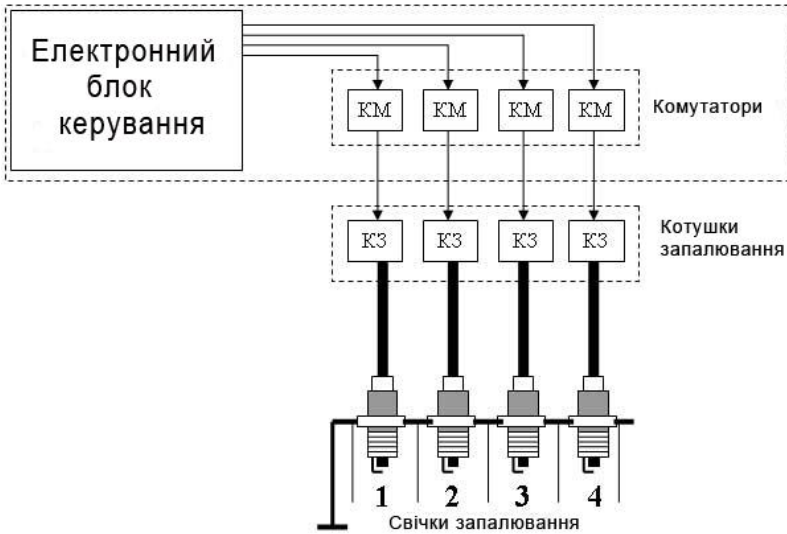 Електронний
блок
керування
КМ КМ КМ КМ
Комутатори
КЗ КЗ КЗ КЗ
Котушки
запалювання
1 2 3 4
Свічки запалювання